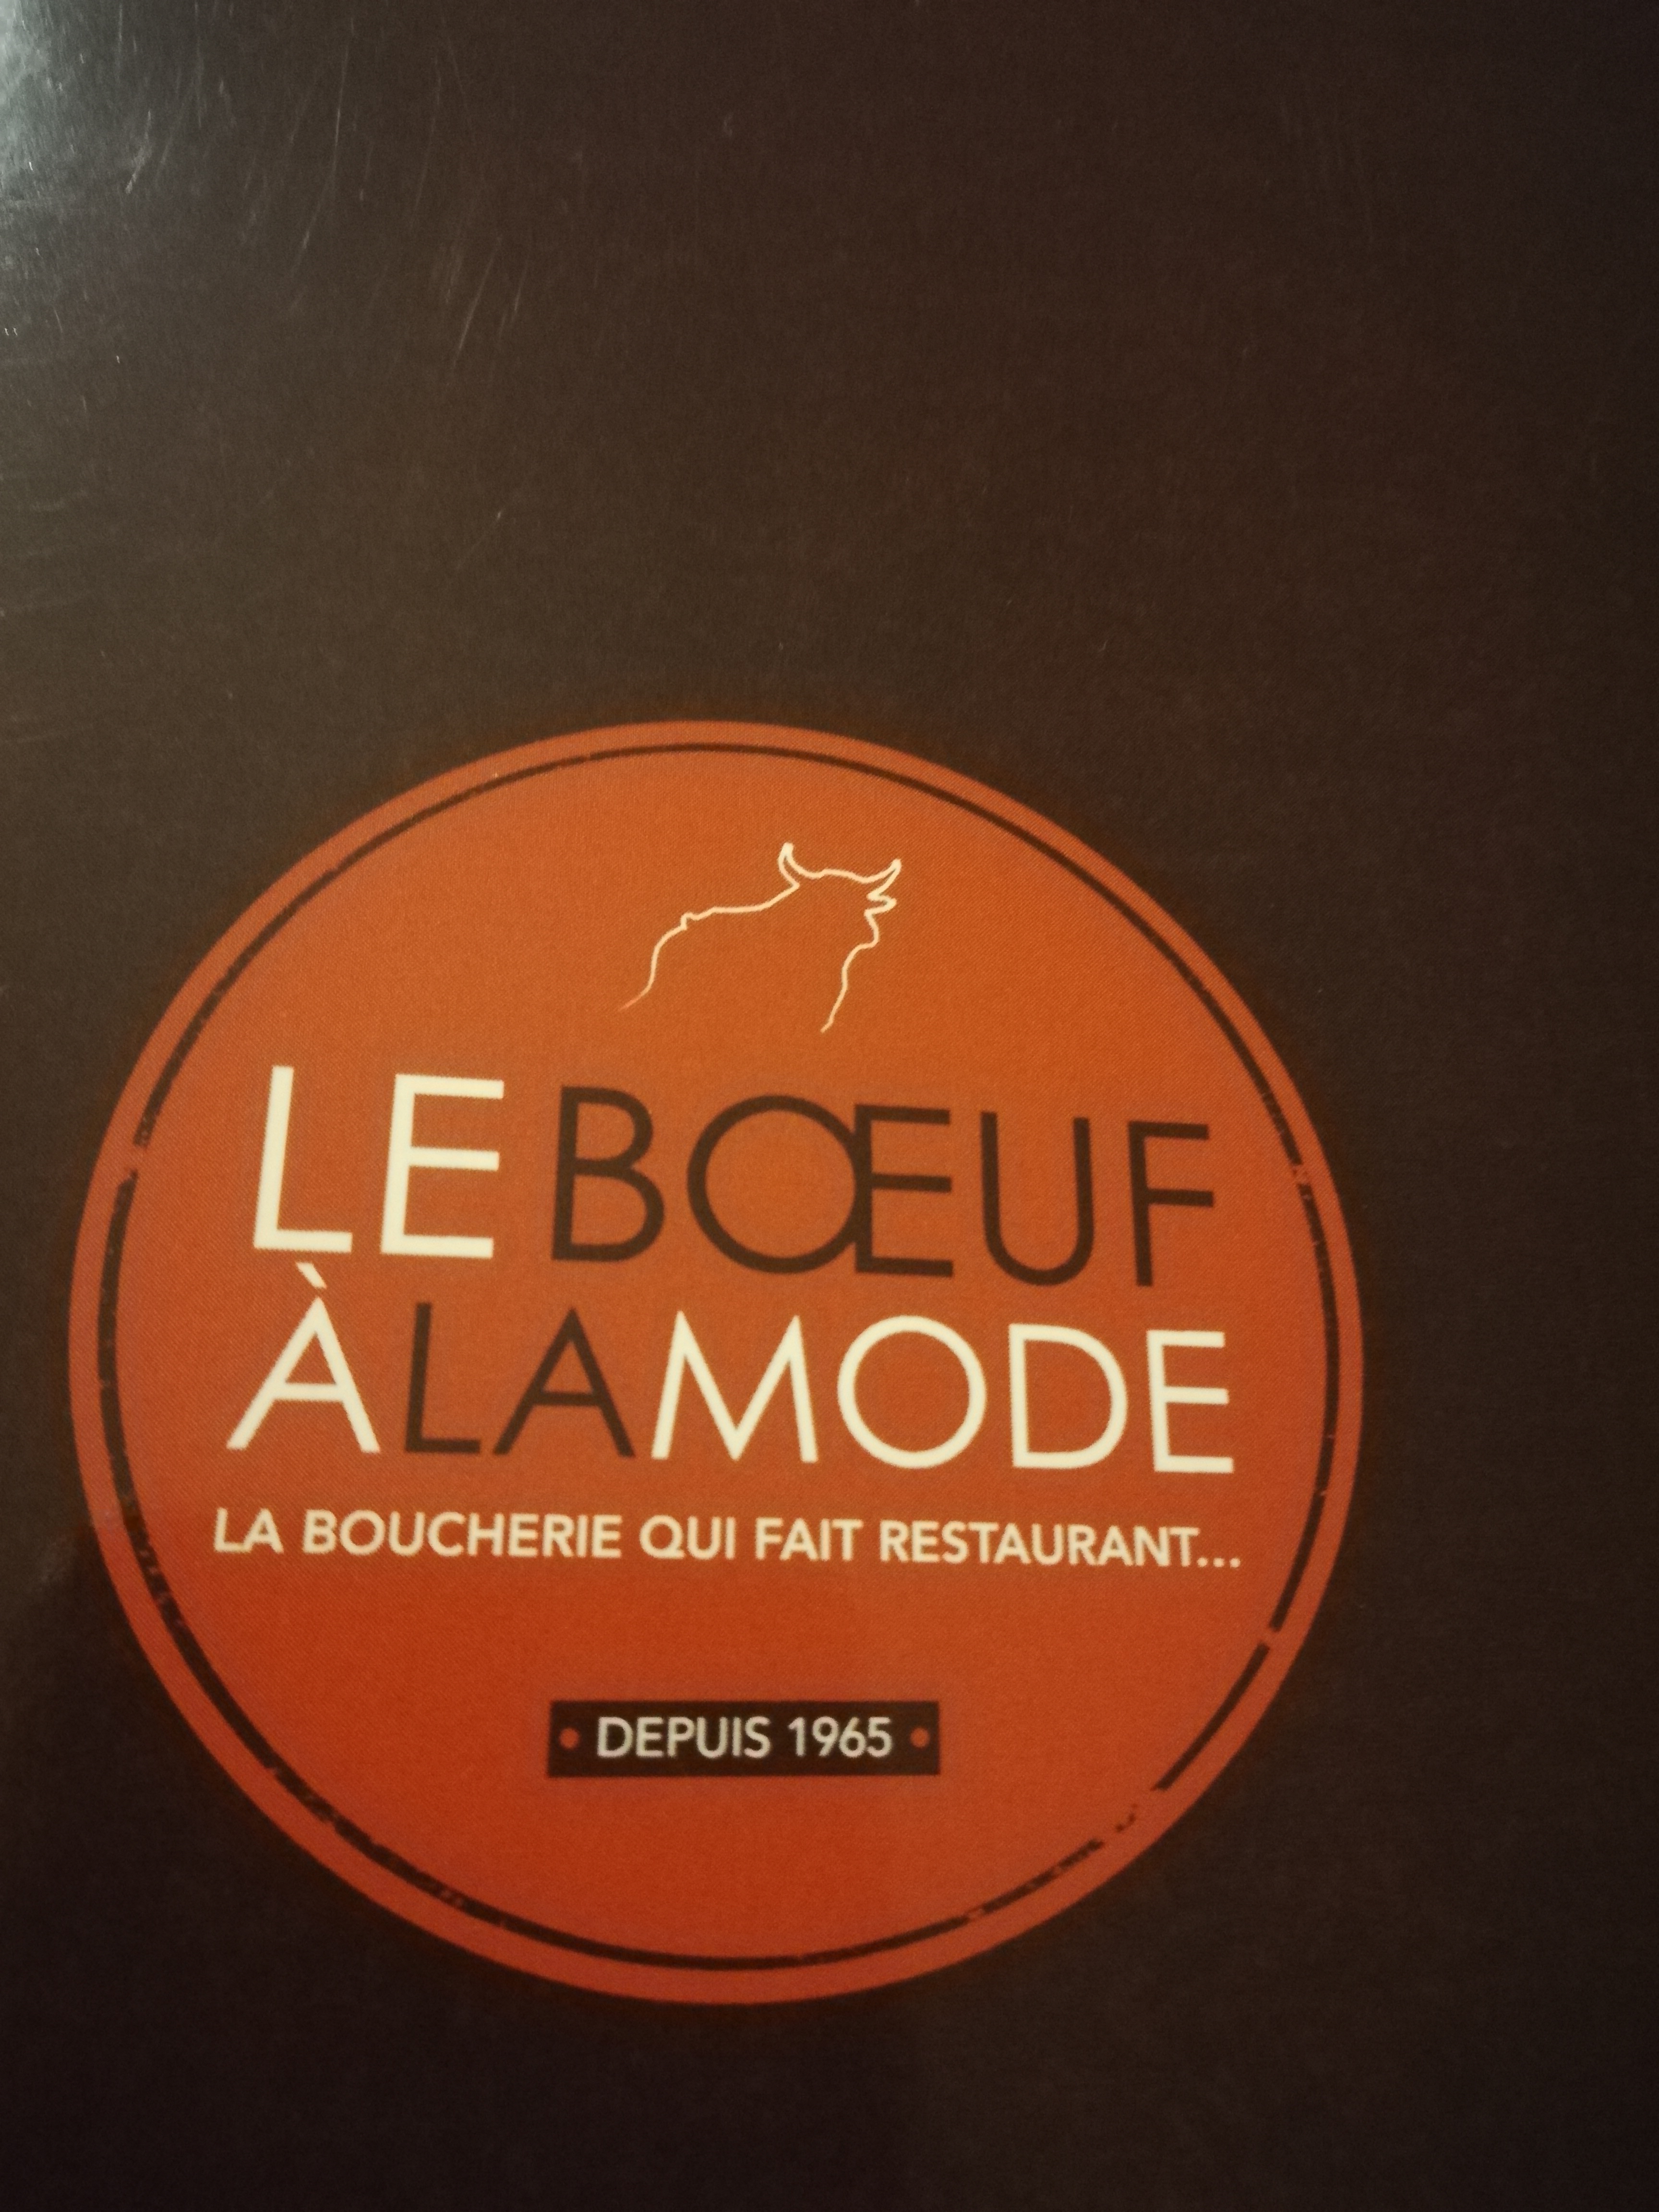 LE BŒUF
À LA MODE
LA BOUCHERIE QUI FAIT RESTAURANT...
• DEPUIS 1965 •